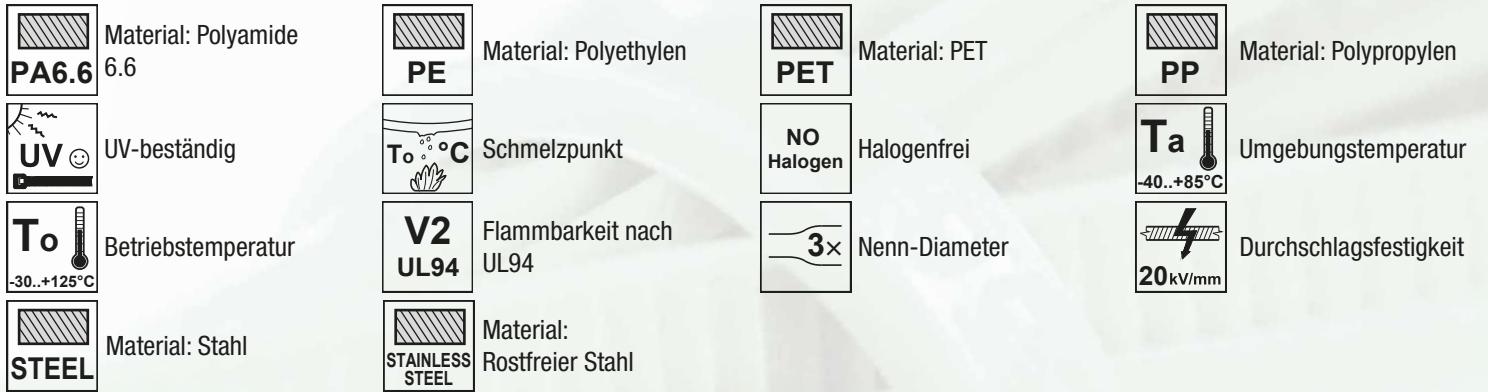 PA6.6
Material: Polyamide
6.6
PE
Material: Polyethylen
PET
Material: PET
PP
Material: Polypropylen
UV
UV-beständig
To °C
Schmelzpunkt
NO
Halogen
Halogenfrei
Ta
-40..+85°C
Umgebungstemperatur
To
-30..+125°C
Betriebstemperatur
V2
UL94
Flammbarkeit nach
UL94
3×
Nenn-Diameter
20 kV/mm
Durchschlagsfestigkeit
STEEL
Material: Stahl
STAINLESS
STEEL
Material:
Rostfreier Stahl